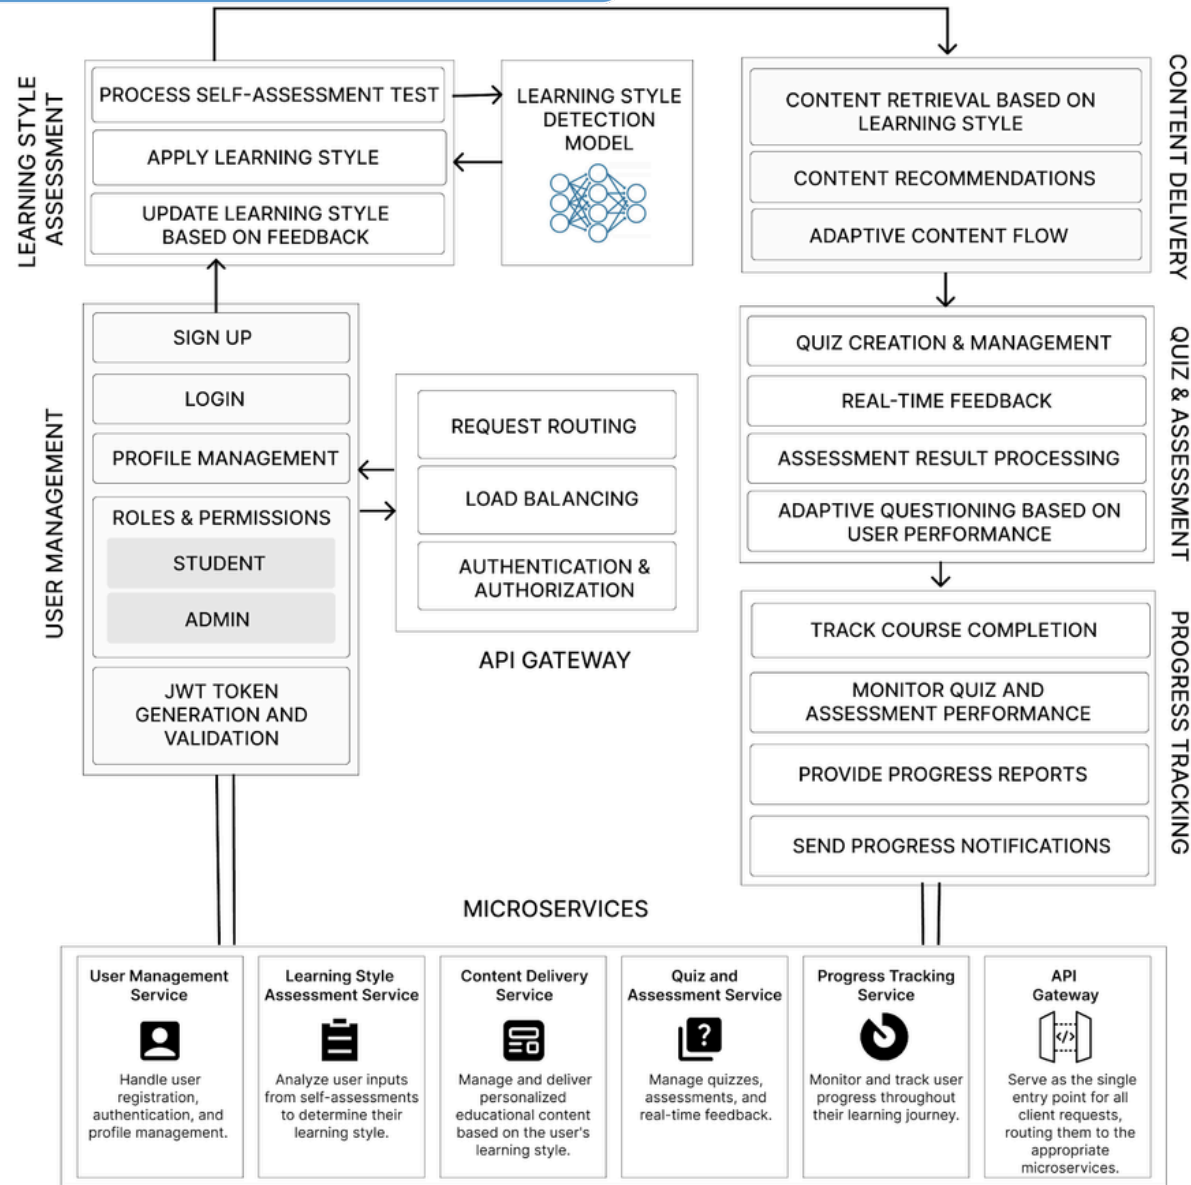 LEARNING STYLE
ASSESSMENT
PROCESS SELF-ASSESSMENT TEST
APPLY LEARNING STYLE
UPDATE LEARNING STYLE
BASED ON FEEDBACK
LEARNING STYLE
DETECTION
MODEL
CONTENT RETRIEVAL BASED ON
LEARNING STYLE
CONTENT RECOMMENDATIONS
ADAPTIVE CONTENT FLOW
CONTENT DELIVERY
USER MANAGEMENT
SIGN UP
LOGIN
PROFILE MANAGEMENT
ROLES & PERMISSIONS
STUDENT
ADMIN
JWT TOKEN
GENERATION AND
VALIDATION
REQUEST ROUTING
LOAD BALANCING
AUTHENTICATION &
AUTHORIZATION
API GATEWAY
QUIZ CREATION & MANAGEMENT
REAL-TIME FEEDBACK
ASSESSMENT RESULT PROCESSING
ADAPTIVE QUESTIONING BASED ON
USER PERFORMANCE
QUIZ & ASSESSMENT
TRACK COURSE COMPLETION
MONITOR QUIZ AND
ASSESSMENT PERFORMANCE
PROVIDE PROGRESS REPORTS
SEND PROGRESS NOTIFICATIONS
PROGRESS TRACKING
MICROSERVICES
User Management
Service
Handle user
registration,
authentication, and
profile management.
Learning Style
Assessment Service
Analyze user inputs
from self-assessments
to determine their
learning style.
Content Delivery
Service
Manage and deliver
personalized
educational content
based on the user's
learning style.
Quiz and
Assessment Service
?
Manage quizzes,
assessments, and
real-time feedback.
Progress Tracking
Service
Monitor and track user
progress throughout
their learning journey.
API
Gateway
</>
Serve as the single
entry point for all
client requests,
routing them to the
appropriate
microservices.